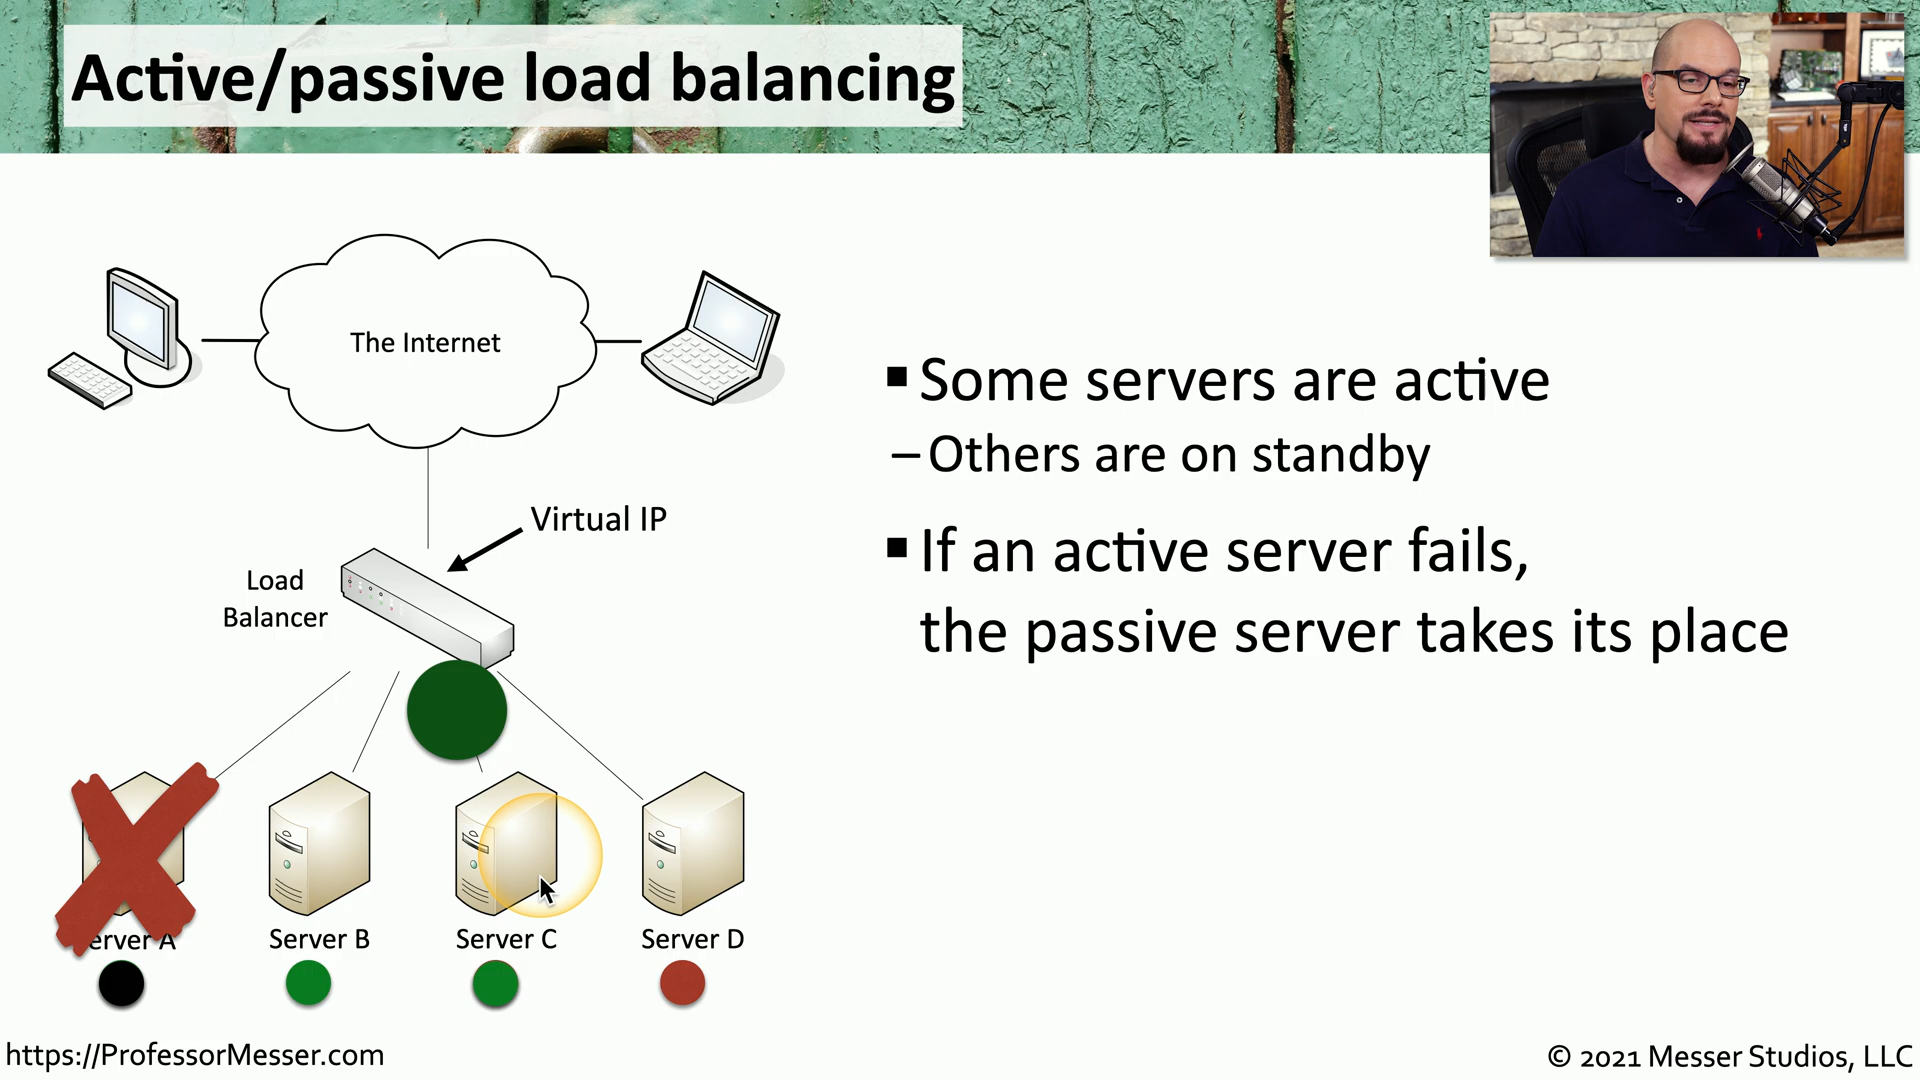 Active/passive load balancing
The Internet
Virtual IP
Load
Balancer
Server B
Server C
Server D
▪ Some servers are active
– Others are on standby
▪ If an active server fails,
the passive server takes its place
https://ProfessorMesser.com
© 2021 Messer Studios, LLC